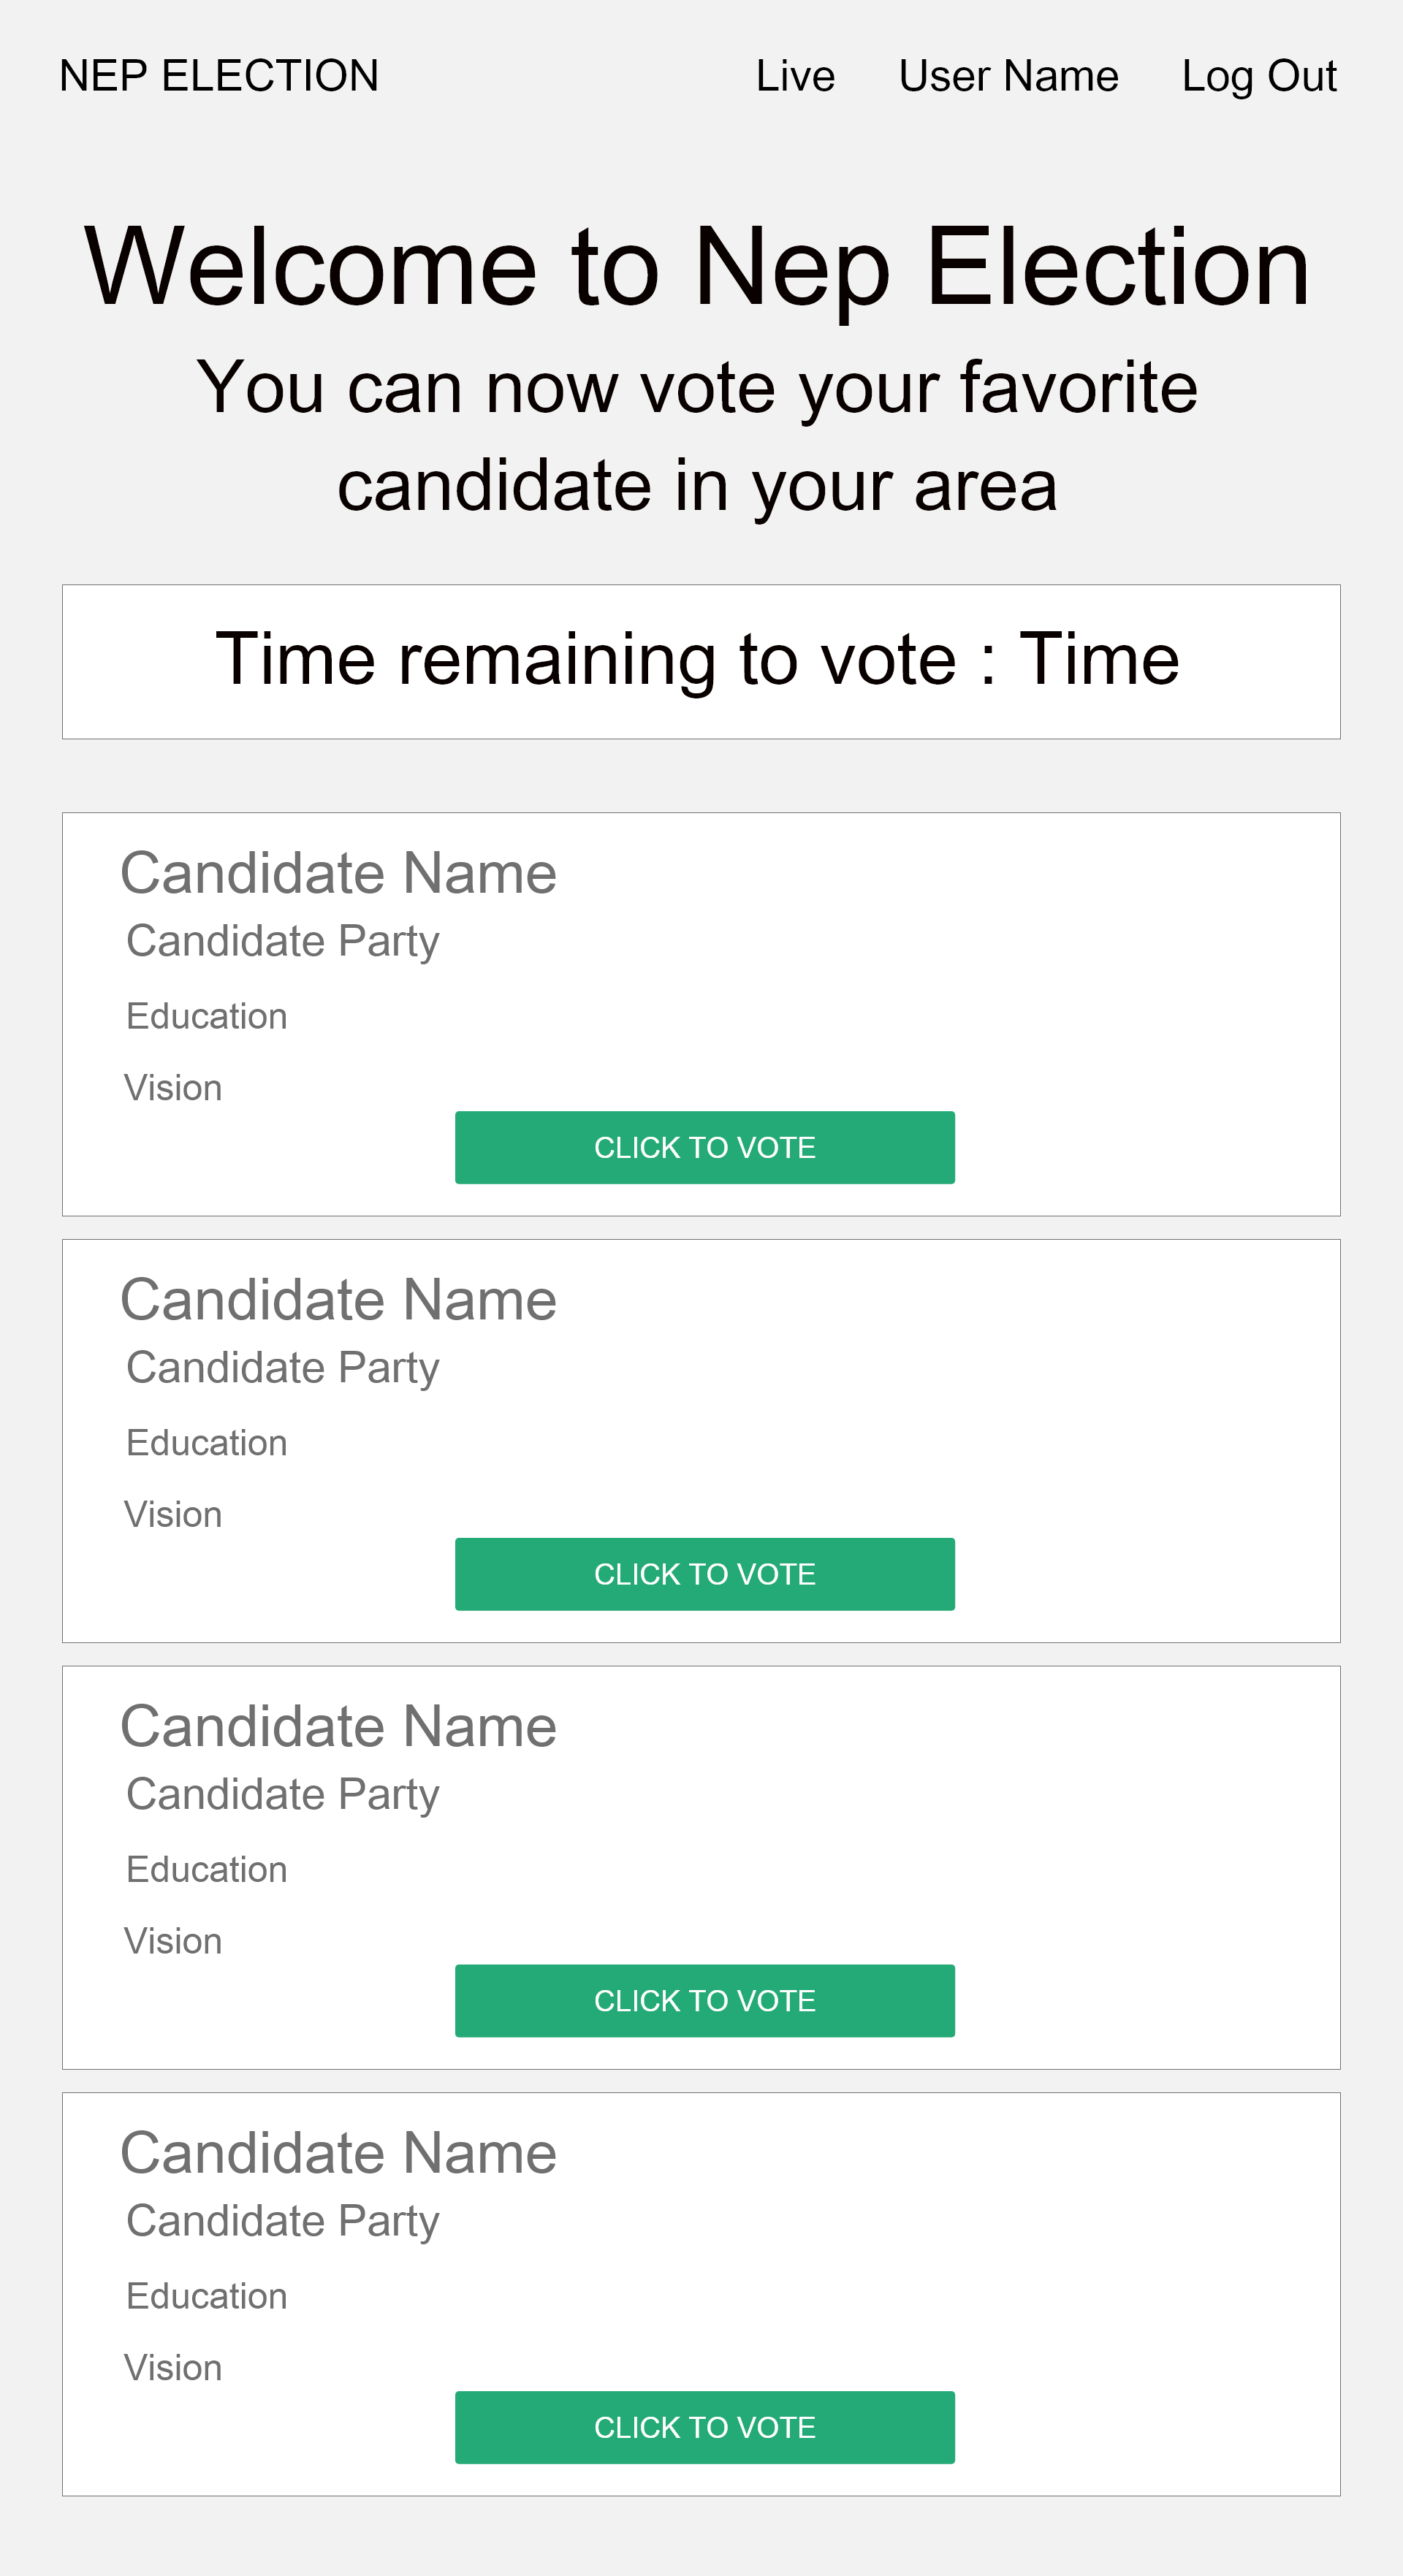 NEP ELECTION Live User Name Log Out
Welcome to Nep Election
You can now vote your favorite
candidate in your area
Time remaining to vote : Time
Candidate Name
Candidate Party
Education
Vision
CLICK TO VOTE
Candidate Name
Candidate Party
Education
Vision
CLICK TO VOTE
Candidate Name
Candidate Party
Education
Vision
CLICK TO VOTE
Candidate Name
Candidate Party
Education
Vision
CLICK TO VOTE